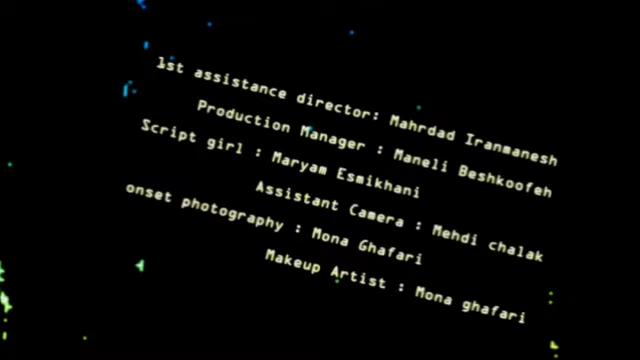 1st assistance director: Mahrdad Iranmanesh
Production Manager : Maneli Beshkoofeh
Script girl : Maryam Esmikhani
Assistant Camera : Mehdi chalak
onset photography : Mona Ghafari
Makeup Artist : Mona ghafari